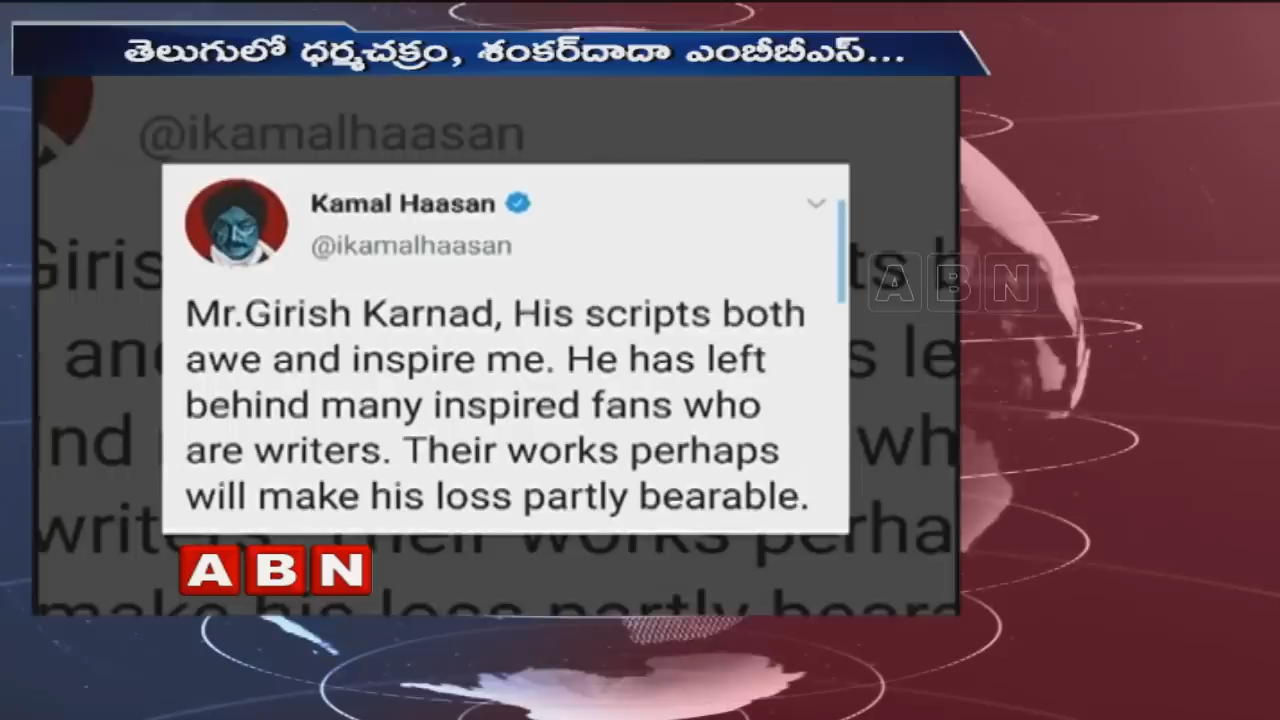 తెలుగులో ధర్మచక్రం, శంకర్‌దాదా ఎంబీబీఎస్...
@ikamalhaasan
Kamal Haasan
@ikamalhaasan
Mr.Girish Karnad, His scripts both
awe and inspire me. He has left
behind many inspired fans who
are writers. Their works perhaps
will make his loss partly bearable.
ABN
ABN